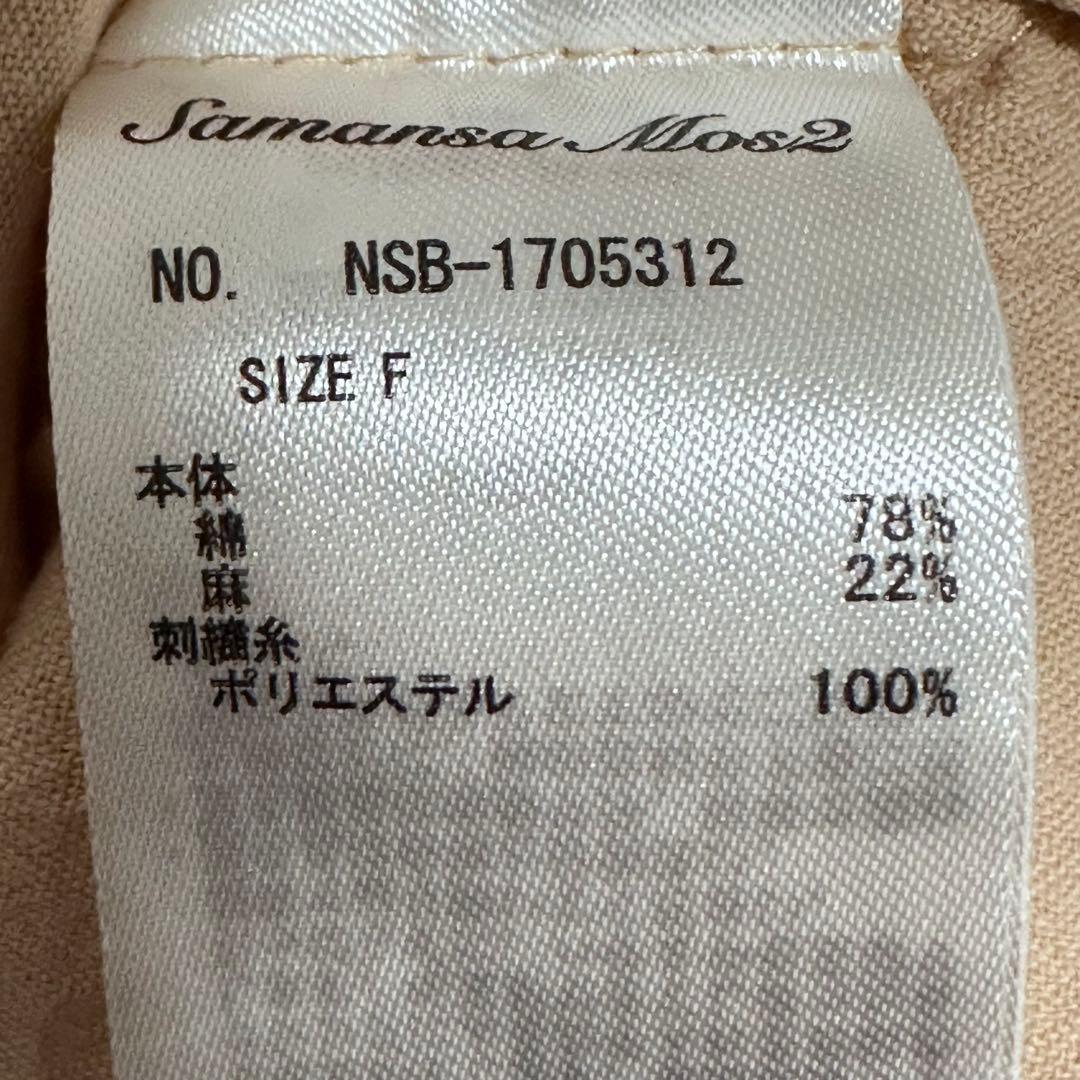 Samansa Mos2
NO. NSB-1705312
SIZE F
本体
綿 78%
麻 22%
刺繍糸
ポリエステル 100%